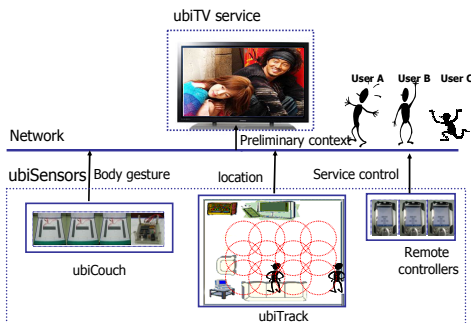 ubiTV service
User A
User B
User C
Network
Preliminary context
ubiSensors
Body gesture
location
Service control
ubiCouch
ubiTrack
Remote
controllers